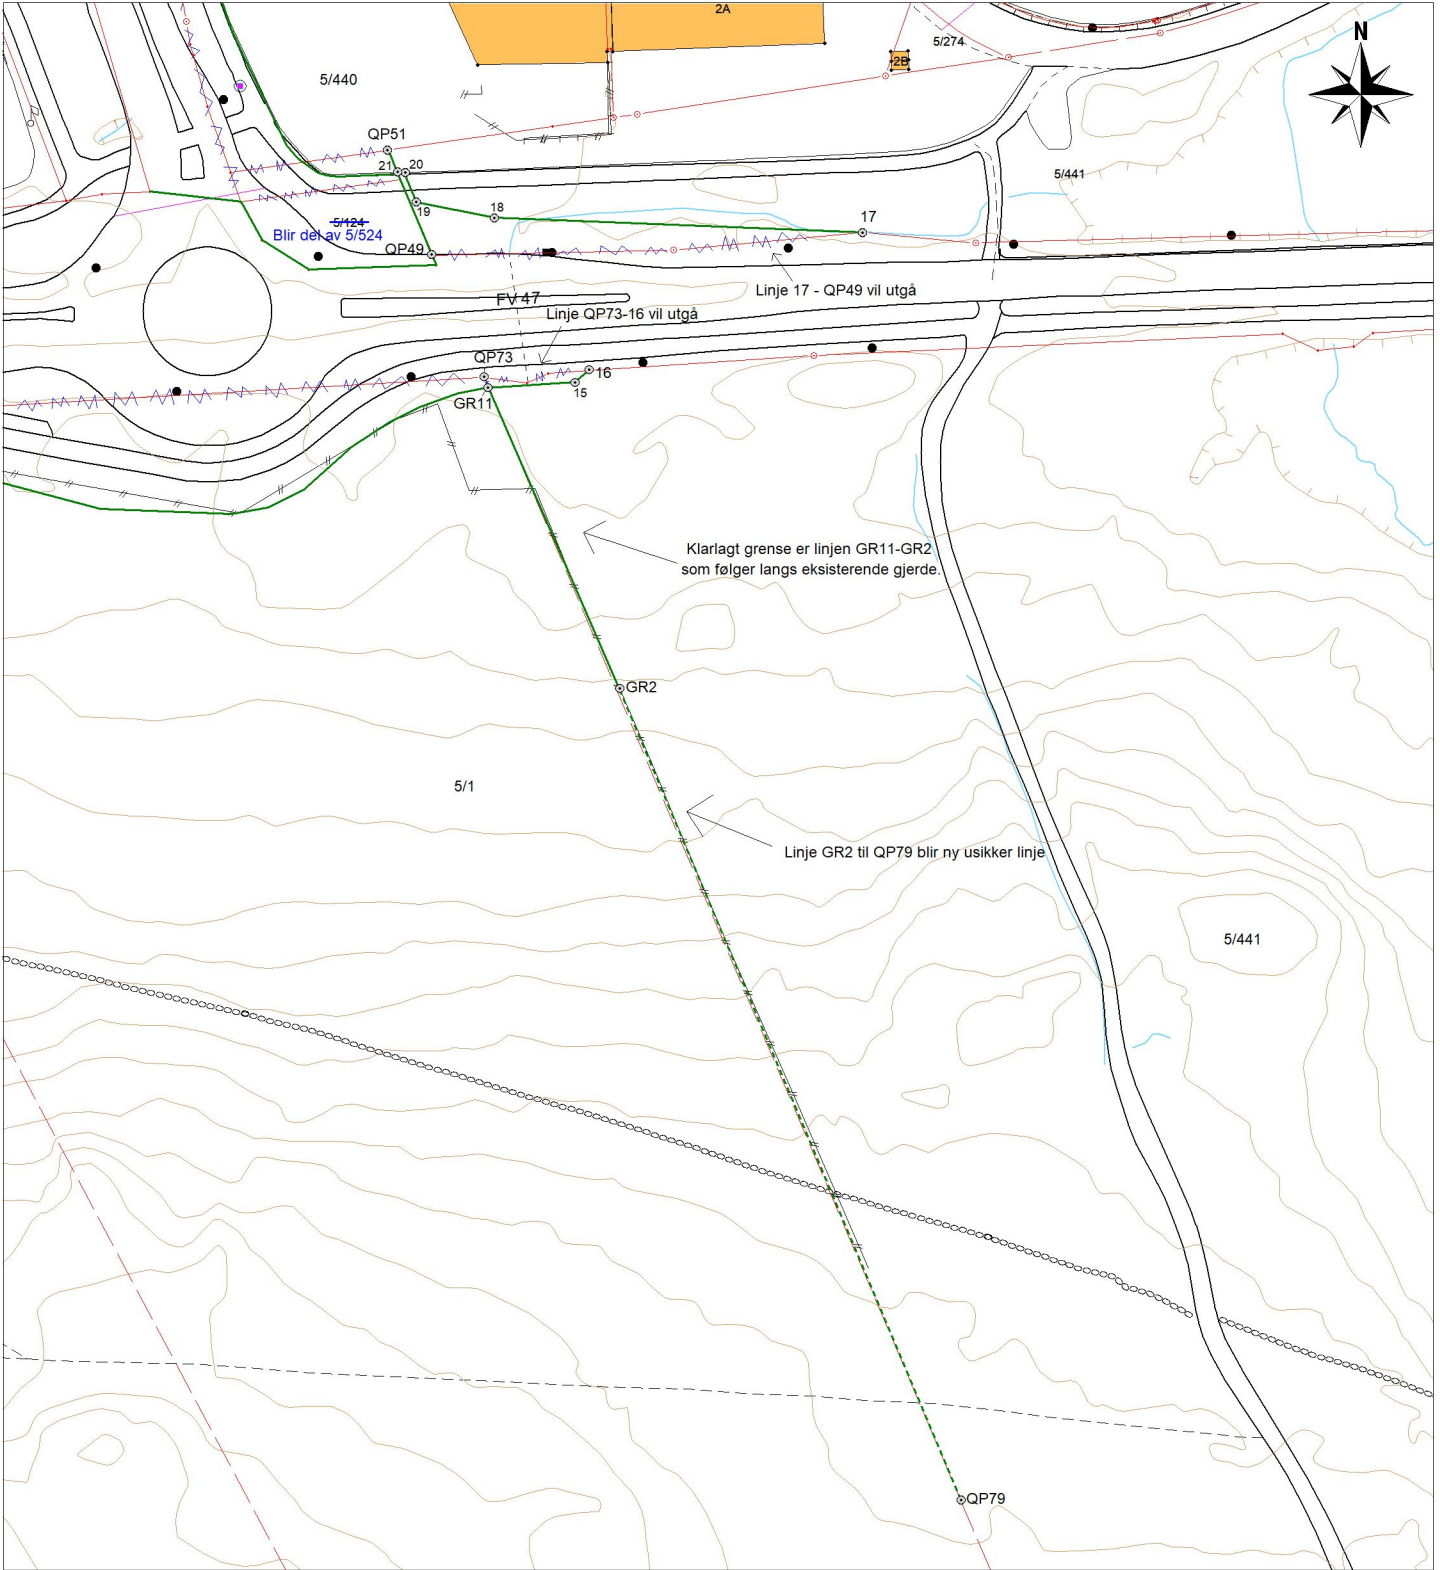 2A
N
5/274
2B
5/440
QP51
21
20
5/441
19
18
17
5/124
Blir del av 5/524
QP49
Linje 17 - QP49 vil utgå
FV 47
Linje QP73-16 vil utgå
QP73
16
15
GR11
Klarlagt grense er linjen GR11-GR2
som følger langs eksisterende gjerde.
GR2
5/1
Linje GR2 til QP79 blir ny usikker linje
5/441
QP79